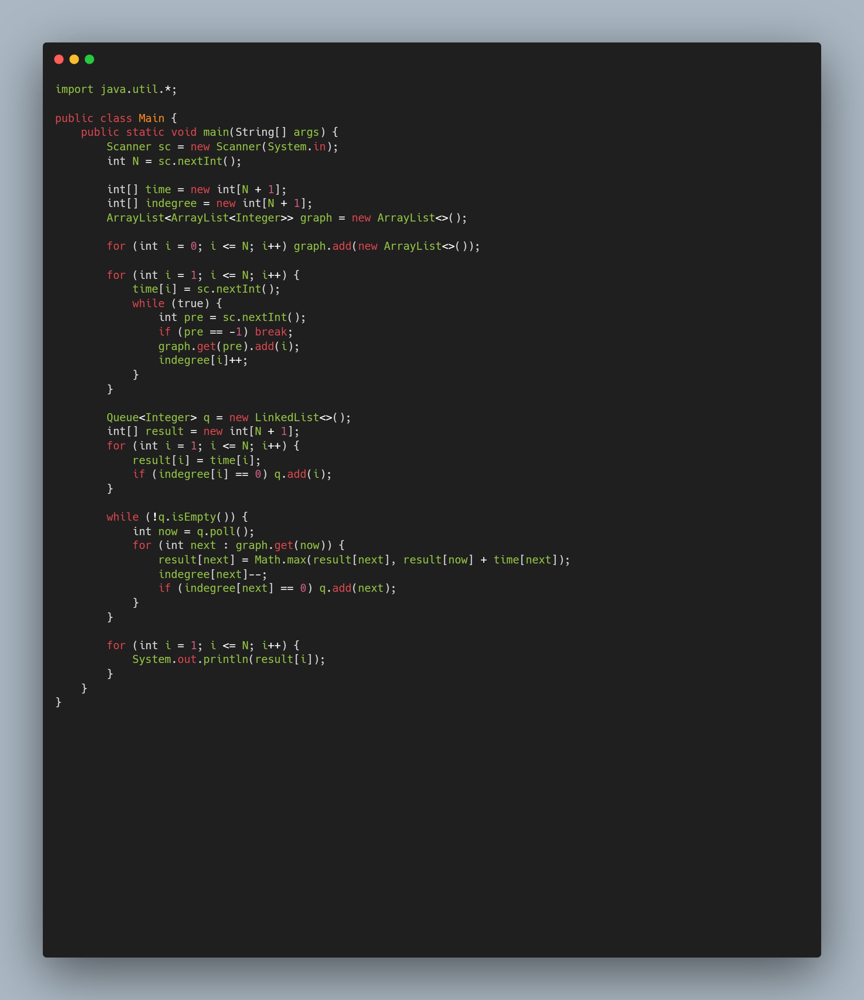 import java.util.*;

public class Main {
    public static void main(String[] args) {
        Scanner sc = new Scanner(System.in);
        int N = sc.nextInt();

        int[] time = new int[N + 1];
        int[] indegree = new int[N + 1];
        ArrayList<ArrayList<Integer>> graph = new ArrayList<>();

        for (int i = 0; i <= N; i++) graph.add(new ArrayList<>());

        for (int i = 1; i <= N; i++) {
            time[i] = sc.nextInt();
            while (true) {
                int pre = sc.nextInt();
                if (pre == -1) break;
                graph.get(pre).add(i);
                indegree[i]++;
            }
        }

        Queue<Integer> q = new LinkedList<>();
        int[] result = new int[N + 1];
        for (int i = 1; i <= N; i++) {
            result[i] = time[i];
            if (indegree[i] == 0) q.add(i);
        }

        while (!q.isEmpty()) {
            int now = q.poll();
            for (int next : graph.get(now)) {
                result[next] = Math.max(result[next], result[now] + time[next]);
                indegree[next]--;
                if (indegree[next] == 0) q.add(next);
            }
        }

        for (int i = 1; i <= N; i++) {
            System.out.println(result[i]);
        }
    }
}